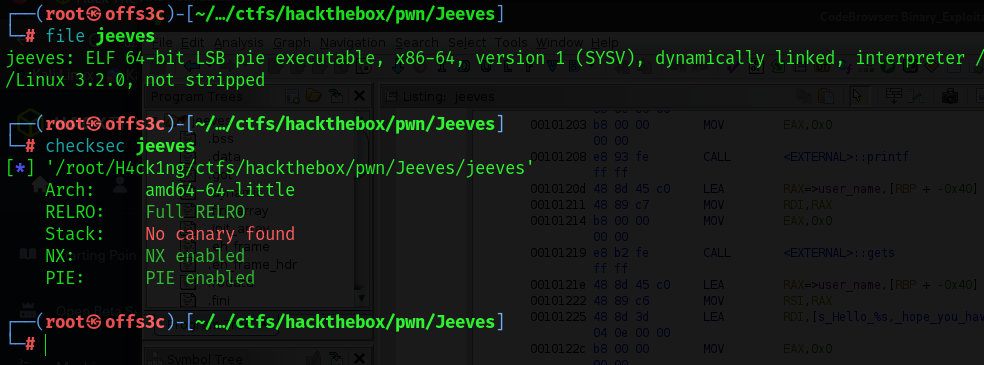 ┌──(root㉿offs3c)-[~/…/ctfs/hackthebox/pwn/Jeeves]
└─# file jeeves
jeeves: ELF 64-bit LSB pie executable, x86-64, version 1 (SYSV), dynamically linked, interpreter /
/Linux 3.2.0, not stripped
┌──(root㉿offs3c)-[~/…/ctfs/hackthebox/pwn/Jeeves]
└─# checksec jeeves
[*] '/root/H4ck1ng/ctfs/hackthebox/pwn/Jeeves/jeeves'
Arch: amd64-64-little
RELRO: Full RELRO
Stack: No canary found
NX: NX enabled
PIE: PIE enabled
┌──(root㉿offs3c)-[~/…/ctfs/hackthebox/pwn/Jeeves]
└─#
CodeBrowser: Binary_Exploita
Edit Analysis Graph Navigation Search Select Tools Window Help
Program Trees
.bss
.data
.fini
Symbol Tree
Listing: jeeves
00101203 b8 00 00 MOV EAX,0x0
00 00
00101208 e8 93 fe CALL <EXTERNAL>::printf
ff ff
0010120d 48 8d 45 c0 LEA RAX=>user_name,[RBP + -0x40]
00101211 48 89 c7 MOV RDI,RAX
00101214 b8 00 00 MOV EAX,0x0
00 00
00101219 e8 b2 fe CALL <EXTERNAL>::gets
ff ff
0010121e 48 8d 45 c0 LEA RAX=>user_name,[RBP + -0x40]
00101222 48 89 c6 MOV RSI,RAX
00101225 48 8d 3d LEA RDI,[s_Hello_%s,_hope_you_hav
04 0e 00 00
0010122c b8 00 00 MOV EAX,0x0
00 00